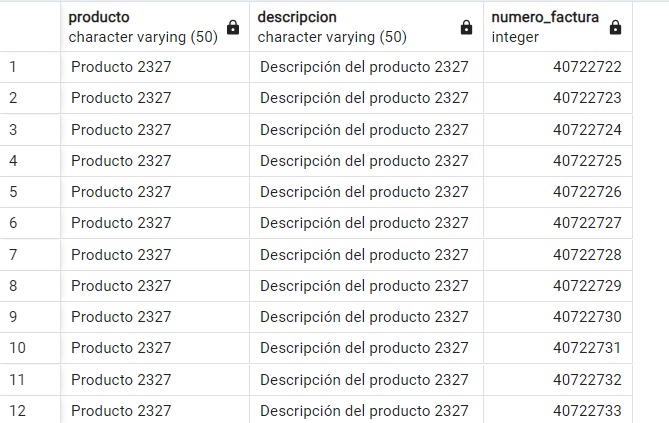 producto descripcion numero_factura
character varying (50) character varying (50) integer
1 Producto 2327 Descripción del producto 2327 40722722
2 Producto 2327 Descripción del producto 2327 40722723
3 Producto 2327 Descripción del producto 2327 40722724
4 Producto 2327 Descripción del producto 2327 40722725
5 Producto 2327 Descripción del producto 2327 40722726
6 Producto 2327 Descripción del producto 2327 40722727
7 Producto 2327 Descripción del producto 2327 40722728
8 Producto 2327 Descripción del producto 2327 40722729
9 Producto 2327 Descripción del producto 2327 40722730
10 Producto 2327 Descripción del producto 2327 40722731
11 Producto 2327 Descripción del producto 2327 40722732
12 Producto 2327 Descripción del producto 2327 40722733